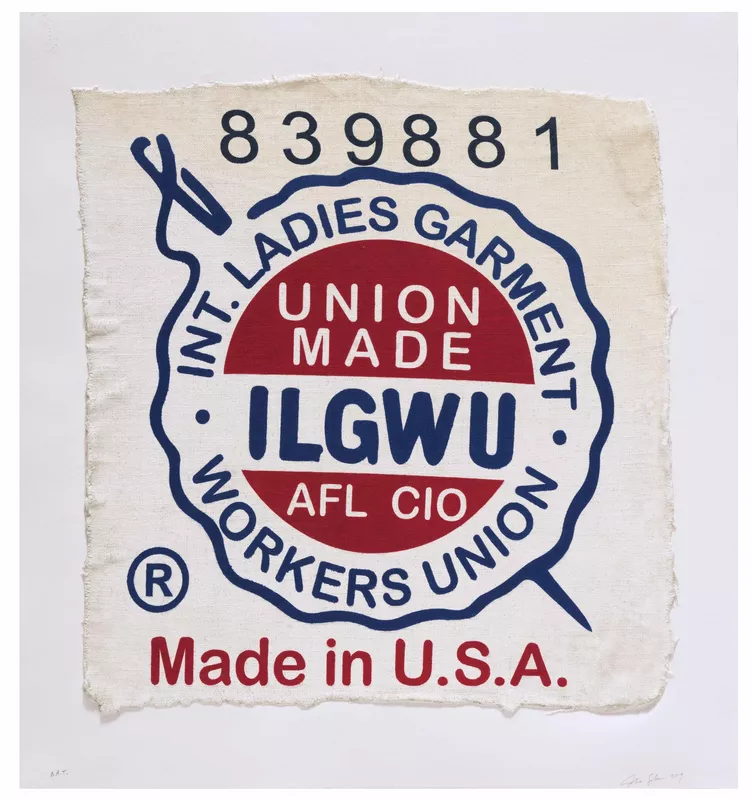 839881
INT. LADIES GARMENT
UNION
MADE
ILGWU
AFL CIO
WORKERS UNION
®
Made in U.S.A.